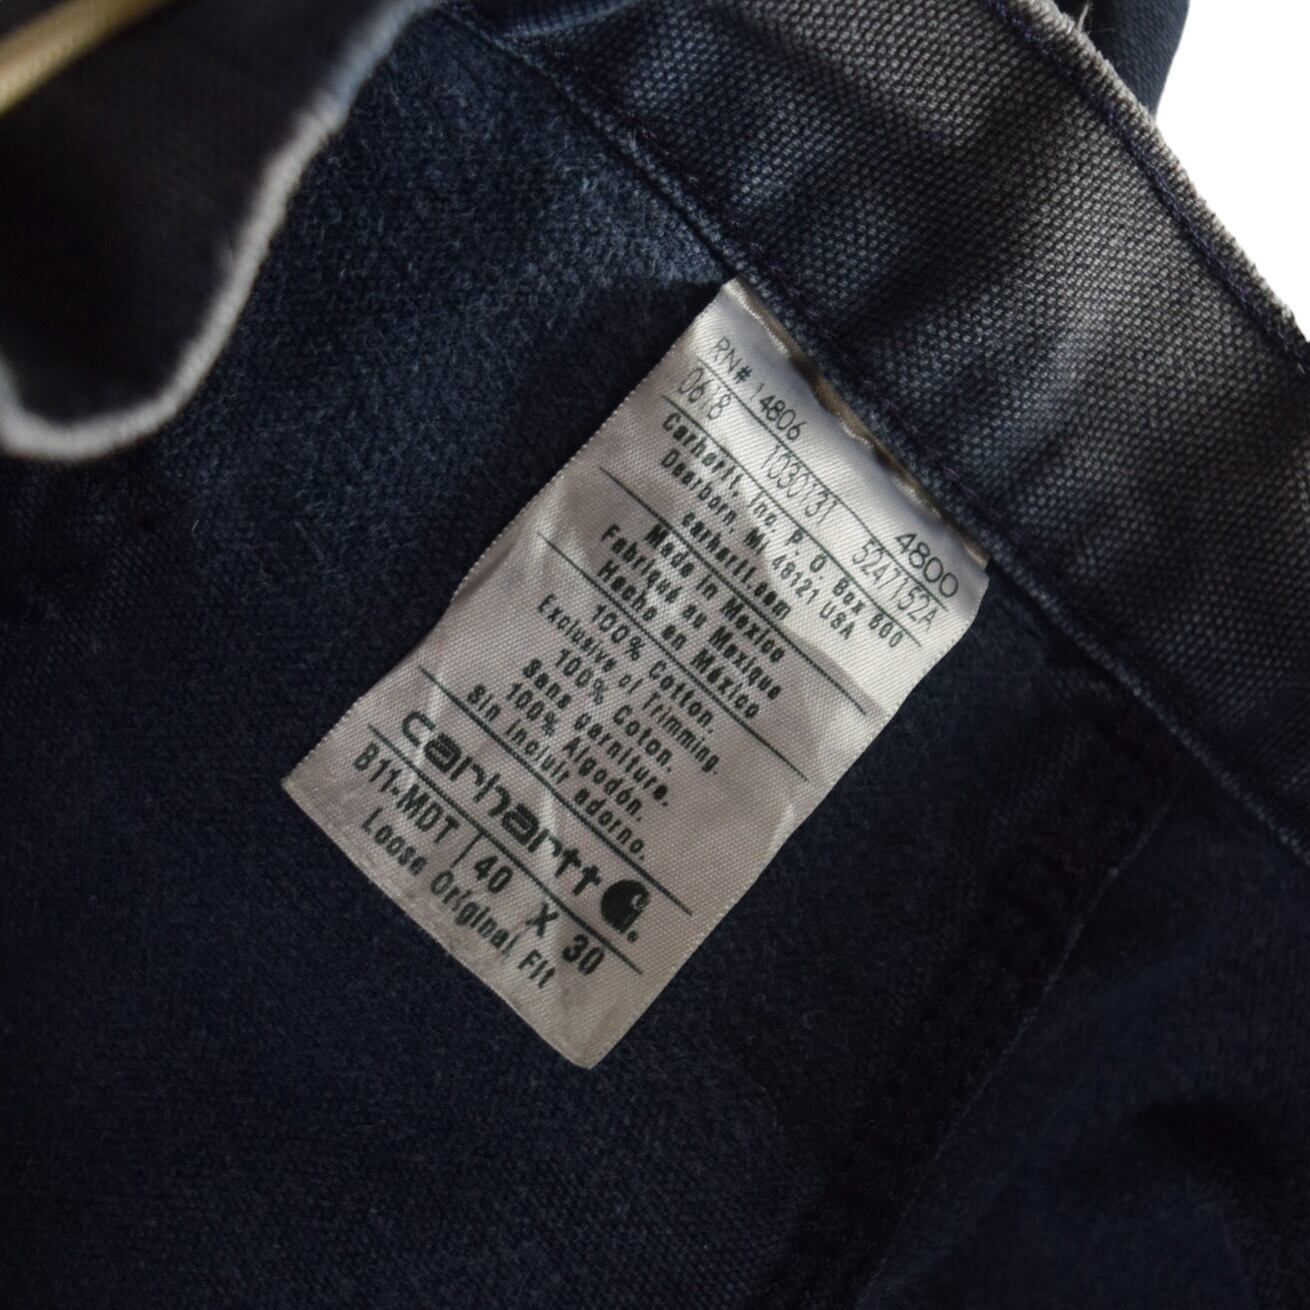 RN# 14806 4800
06.8 1030131 5247152A
Carhartt, Inc. P. O. Box 600
Dearborn, MI. 48121 USA
carhartt.com
Made in Mexico
Fabriqué au Mexique
Hecho en México
100% Cotton.
Exclusive of Trimming.
100% Coton.
Sans garniture.
100% Algodón.
Sin incluir adorno.
carhartt
B11-MDT 40 X 30
Loose Original Fit